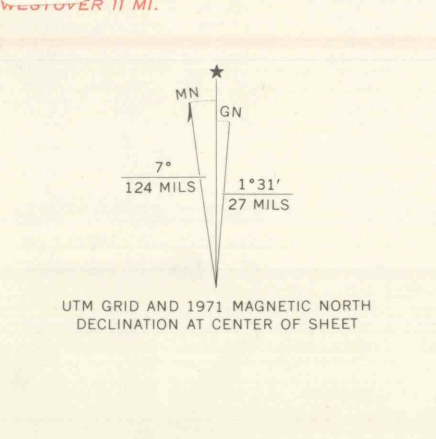 WESTOVER 11 MI.
MN
GN
7°
124 MILS
1°31'
27 MILS
UTM GRID AND 1971 MAGNETIC NORTH
DECLINATION AT CENTER OF SHEET